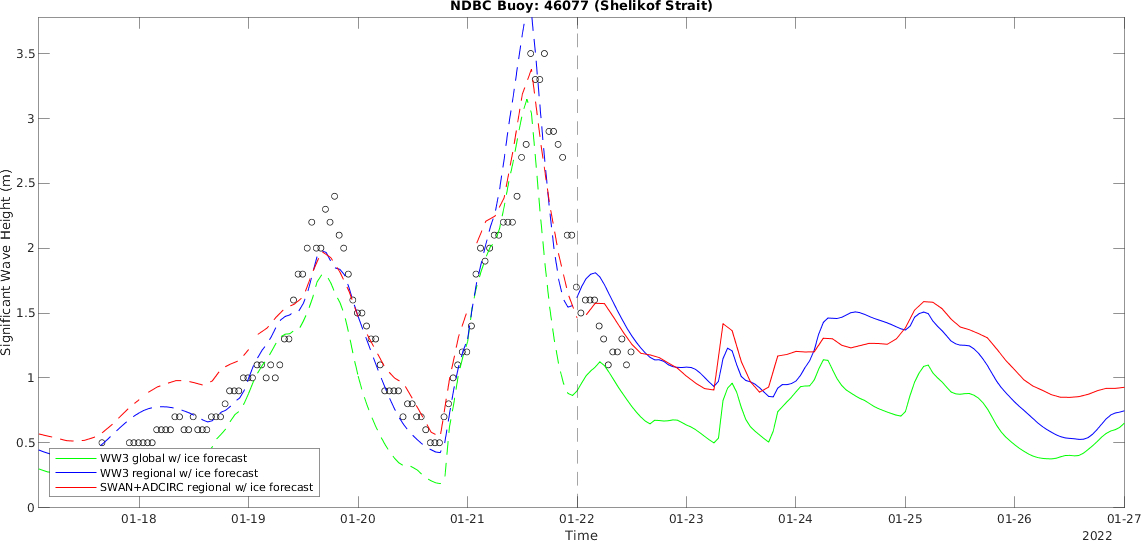 NDBC Buoy: 46077 (Shelikof Strait)
Significant Wave Height (m)
3.5
3
2.5
2
1.5
1
0.5
0
WW3 global w/ ice forecast
WW3 regional w/ ice forecast
SWAN+ADCIRC regional w/ ice forecast
01-18 01-19 01-20 01-21 01-22 01-23 01-24 01-25 01-26 01-27
Time
2022